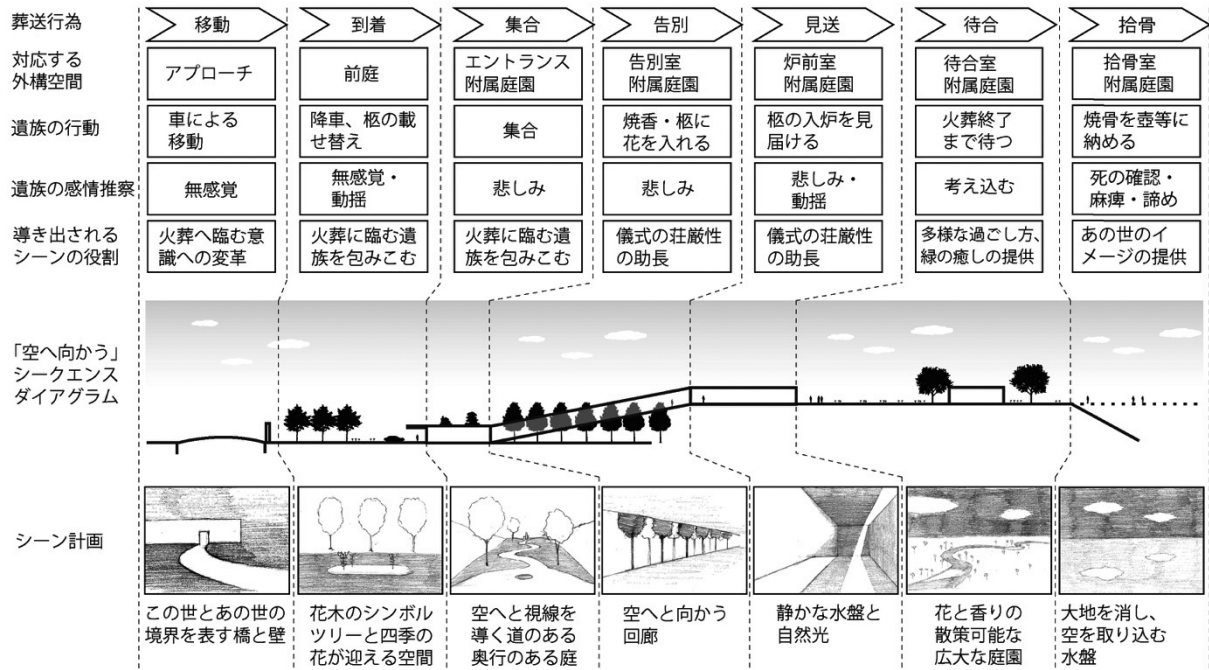 葬送行為
移動
到着
集合
告別
見送
待合
拾骨
対応する
外構空間
アプローチ
前庭
エントランス
附属庭園
告別室
附属庭園
炉前室
附属庭園
待合室
附属庭園
拾骨室
附属庭園
遺族の行動
車による
移動
降車、柩の載
せ替え
集合
焼香・柩に
花を入れる
柩の入炉を見
届ける
火葬終了
まで待つ
焼骨を壺等に
納める
遺族の感情推察
無感覚
無感覚・
動揺
悲しみ
悲しみ
悲しみ・
動揺
考え込む
死の確認・
麻痺・諦め
導き出される
シーンの役割
火葬へ臨む意
識への変革
火葬に臨む遺
族を包みこむ
火葬に臨む遺
族を包みこむ
儀式の荘厳性
の助長
儀式の荘厳性
の助長
多様な過ごし方、
緑の癒しの提供
あの世のイ
メージの提供
「空へ向かう」
シークエンス
ダイアグラム
シーン計画
この世とあの世の
境界を表す橋と壁
花木のシンボル
ツリーと四季の
花が迎える空間
空へと視線を
導く道のある
奥行のある庭
空へと向かう
回廊
静かな水盤と
自然光
花と香りの
散策可能な
広大な庭園
大地を消し、
空を取り込む
水盤